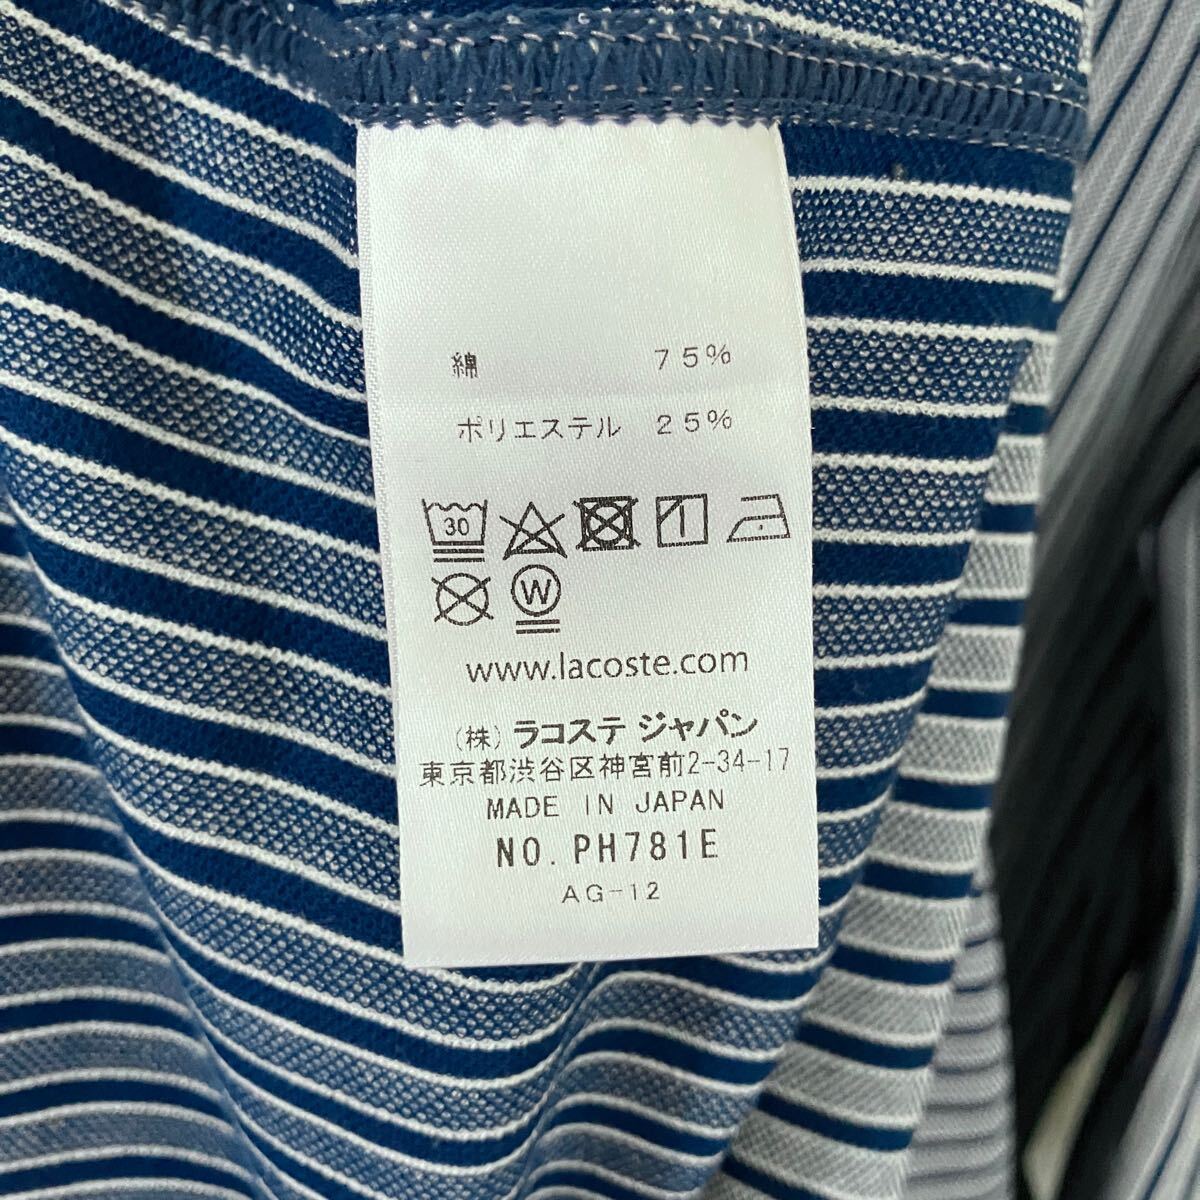 綿 75%
ポリエステル 25%
30
W
www.lacoste.com
(株) ラコステ ジャパン
東京都渋谷区神宮前2-34-17
MADE IN JAPAN
NO. PH781E
AG-12